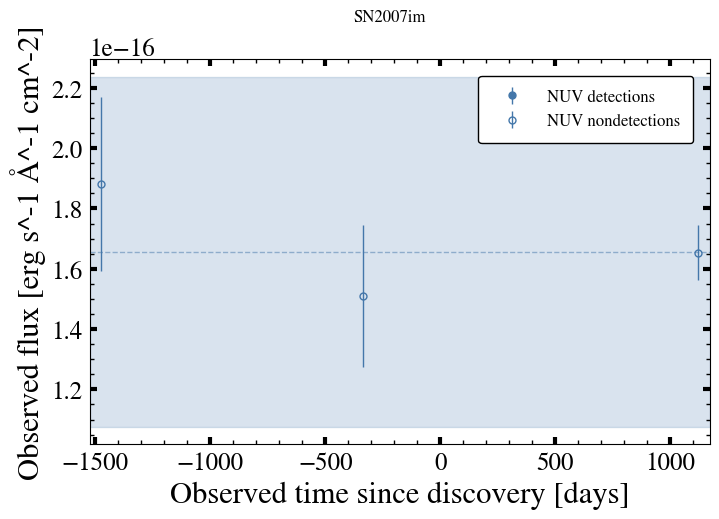 SN2007im
1e−16
Observed flux [erg s^-1 Å^-1 cm^-2]
2.2
2.0
1.8
1.6
1.4
1.2
NUV detections
NUV nondetections
−1500 −1000 −500 0 500 1000
Observed time since discovery [days]